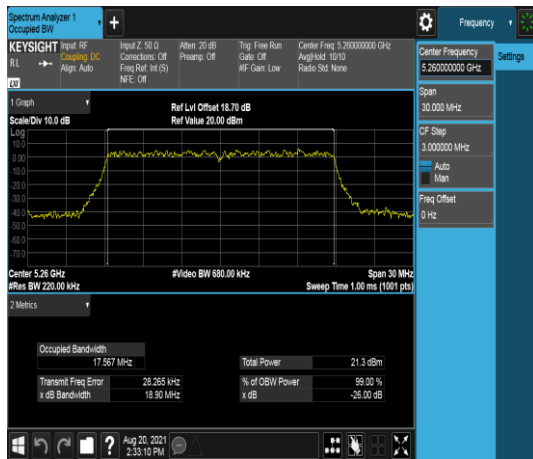 Spectrum Analyzer 1
Occupied BW
+
Frequency
KEYSIGHT
RL
LXI
Input: RF
Coupling: DC
Align: Auto
Input Z: 50 Ω
Corrections: Off
Freq Ref: Int (S)
NFE: Off
Atten: 20 dB
Preamp: Off
Trig: Free Run
Gate: Off
#IF Gain: Low
Center Freq: 5.260000000 GHz
Avg|Hold: 10/10
Radio Std: None
Center Frequency
5.260000000 GHz
Settings
Span
30.000 MHz
CF Step
3.000000 MHz
Auto
Man
Freq Offset
0 Hz
1 Graph
Scale/Div 10.0 dB
Ref Lvl Offset 18.70 dB
Ref Value 20.00 dBm
Log
10.0
0.00
-10.0
-20.0
-30.0
-40.0
-50.0
-60.0
-70.0
Center 5.26 GHz
#Res BW 220.00 kHz
#Video BW 680.00 kHz
Span 30 MHz
Sweep Time 1.00 ms (1001 pts)
2 Metrics
Occupied Bandwidth
17.567 MHz
Total Power 21.3 dBm
Transmit Freq Error 28.265 kHz
% of OBW Power 99.00 %
x dB Bandwidth 18.90 MHz
x dB -26.00 dB
?
Aug 20, 2021
2:33:10 PM